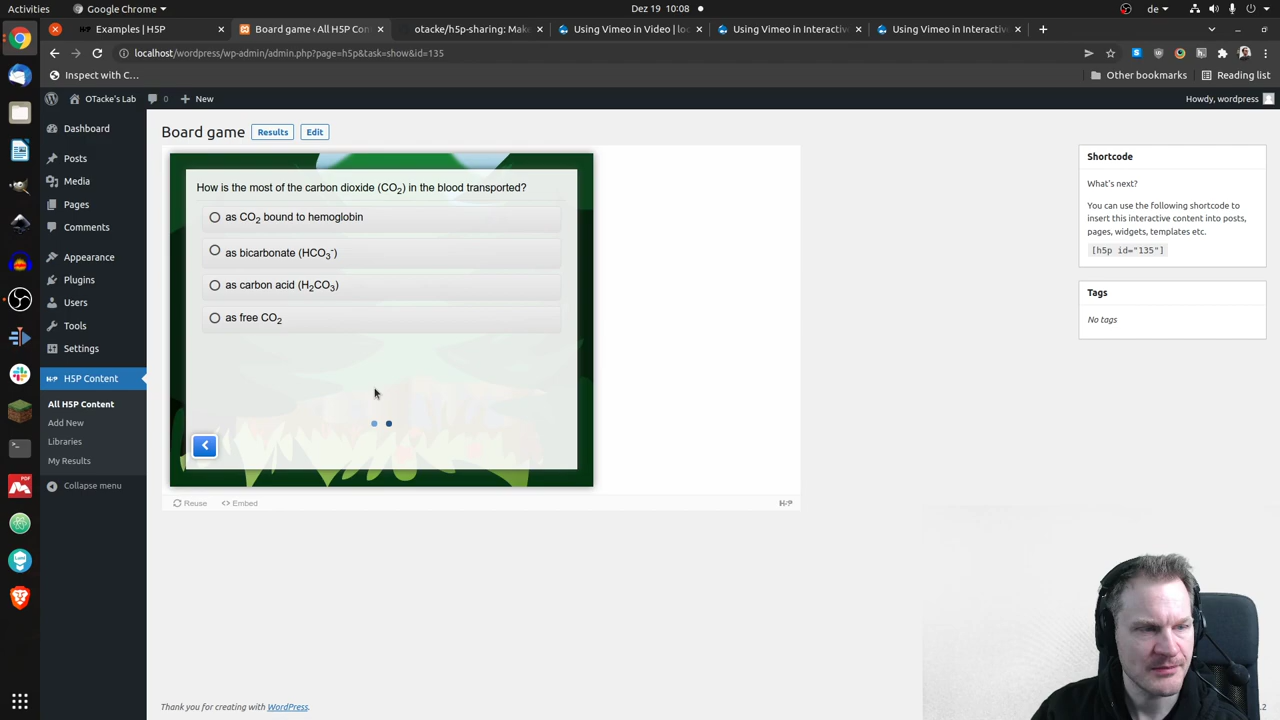 Activities
Google Chrome
Dez 19 10:08
de
Examples | H5P
Board game ‹ All H5P Con
otacke/h5p-sharing: Make
Using Vimeo in Video | loc
Using Vimeo in Interactive
Using Vimeo in Interactive
localhost/wordpress/wp-admin/admin.php?page=h5p&task=show&id=135
Inspect with C...
Other bookmarks
Reading list
OTacke's Lab
0
New
Howdy, wordpress
Dashboard
Posts
Media
Pages
Comments
Appearance
Plugins
Users
Tools
Settings
H5P Content
All H5P Content
Add New
Libraries
My Results
Collapse menu
Board game
Results
Edit
How is the most of the carbon dioxide (CO₂) in the blood transported?
as CO₂ bound to hemoglobin
as bicarbonate (HCO₃⁻)
as carbon acid (H₂CO₃)
as free CO₂
Reuse
<> Embed
H5P
Shortcode
What's next?
You can use the following shortcode to
insert this interactive content into posts,
pages, widgets, templates etc.
[h5p id="135"]
Tags
No tags
Thank you for creating with WordPress.